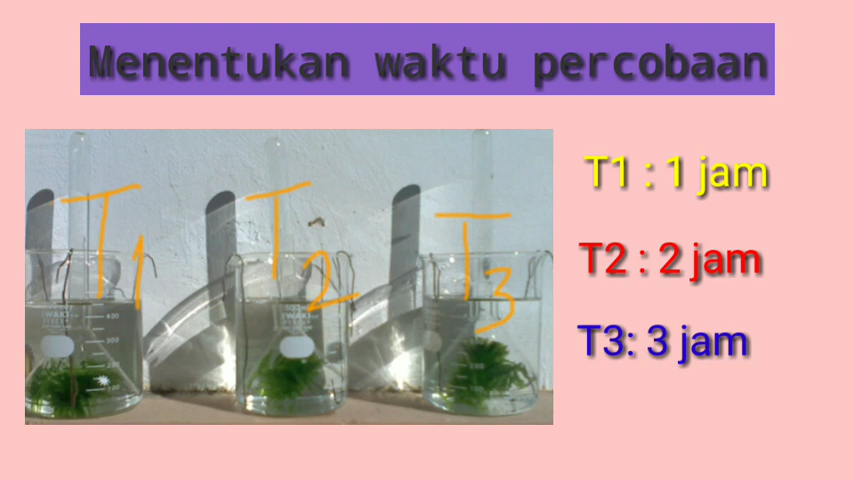 Menentukan waktu percobaan
T1 : 1 jam
T2 : 2 jam
T3: 3 jam
T1
T2
T3